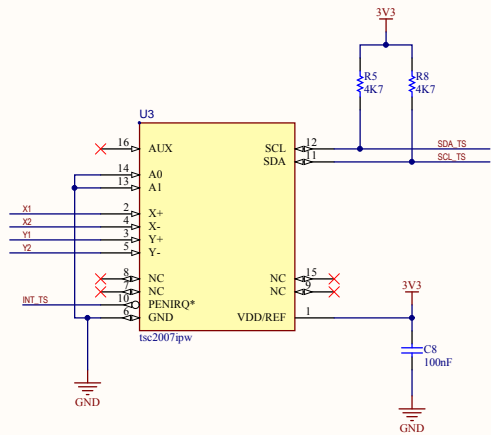 3V3
R5
4K7
R8
4K7
U3
16 AUX
SCL 12 SDA_TS
SDA 11 SCL_TS
14 A0
13 A1
X1 2 X+
X2 4 X-
Y1 3 Y+
Y2 5 Y-
8 NC
NC 15
7 NC
NC 9
INT_TS 10 PENIRQ*
3V3
6 GND
VDD/REF 1
tsc2007ipw
C8
100nF
GND
GND